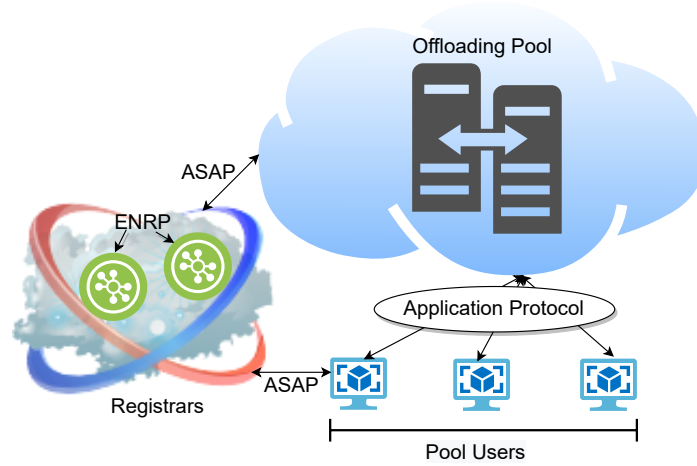 Offloading Pool
ASAP
ENRP
Application Protocol
ASAP
Registrars
Pool Users